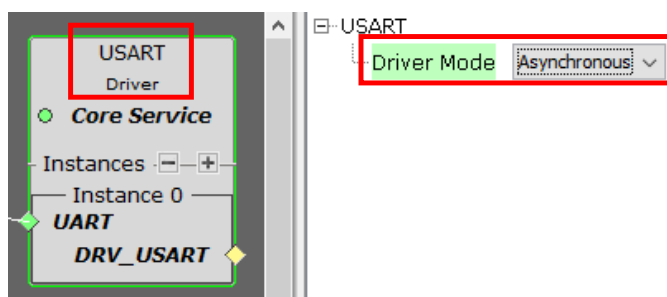 USART
Driver
Core Service
Instances
Instance 0
UART
DRV_USART
USART
Driver Mode Asynchronous